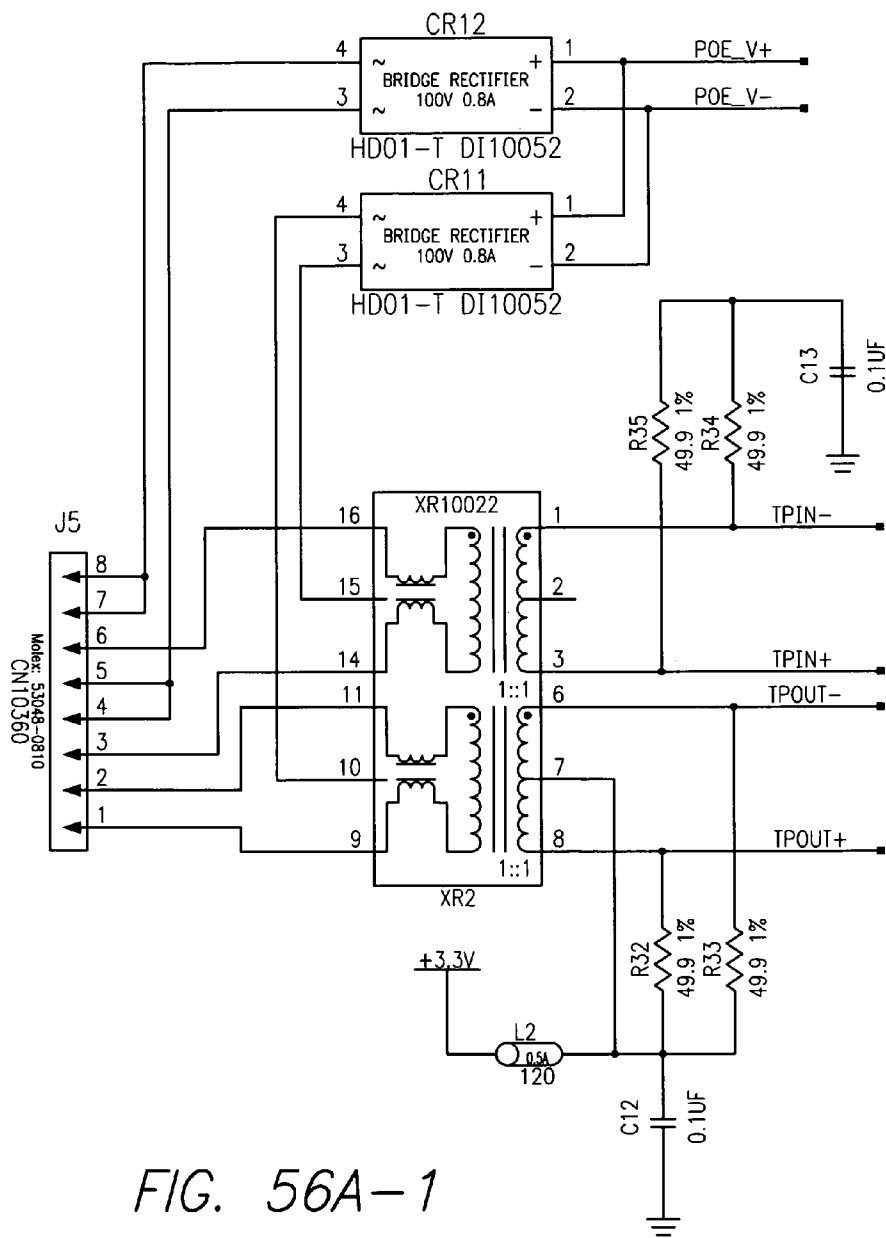 CR12
4 ~ + 1 POE_V+
BRIDGE RECTIFIER
100V 0.8A
3 ~ − 2 POE_V-
HD01-T DI10052
CR11
4 ~ + 1
BRIDGE RECTIFIER
100V 0.8A
3 ~ − 2
HD01-T DI10052
C13
0.1UF
R35
49.9 1%
R34
49.9 1%
XR10022
J5
16
1
TPIN-
8
15
2
7
6
14
3
TPIN+
5
1::1
11
6
TPOUT-
4
3
10
7
2
1
9
8
TPOUT+
1::1
Molex: 53048-0810
CN10360
XR2
R32
49.9 1%
R33
49.9 1%
+3.3V
L2
0.5A
120
C12
0.1UF
FIG. 56A-1